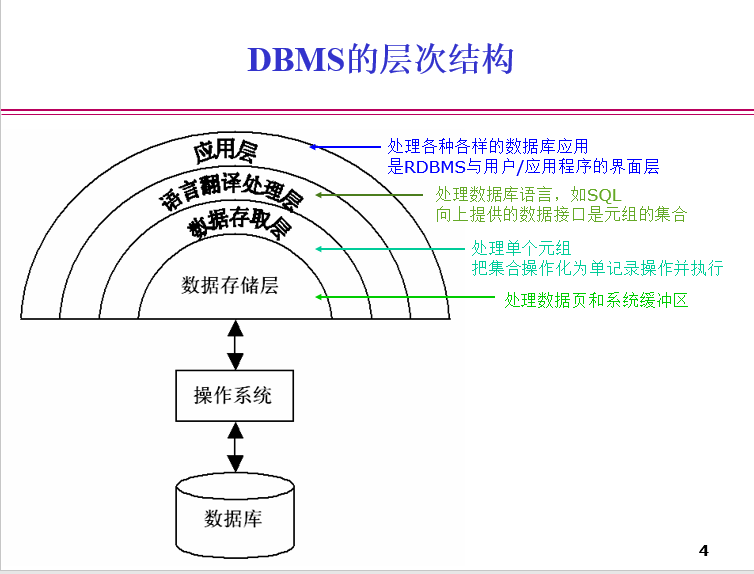 DBMS的层次结构
应用层
处理各种各样的数据库应用
是RDBMS与用户/应用程序的界面层
语言翻译处理层
处理数据库语言，如SQL
向上提供的数据接口是元组的集合
数据存取层
处理单个元组
把集合操作化为单记录操作并执行
数据存储层
处理数据页和系统缓冲区
操作系统
数据库
4